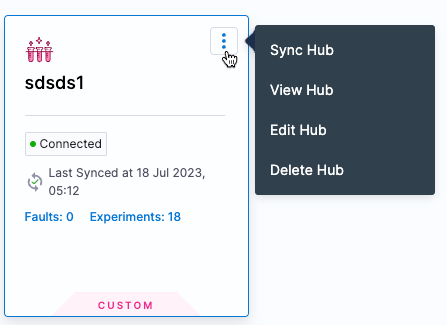 sdsds1
Connected
Last Synced at 18 Jul 2023,
05:12
Faults: 0 Experiments: 18
CUSTOM
Sync Hub
View Hub
Edit Hub
Delete Hub